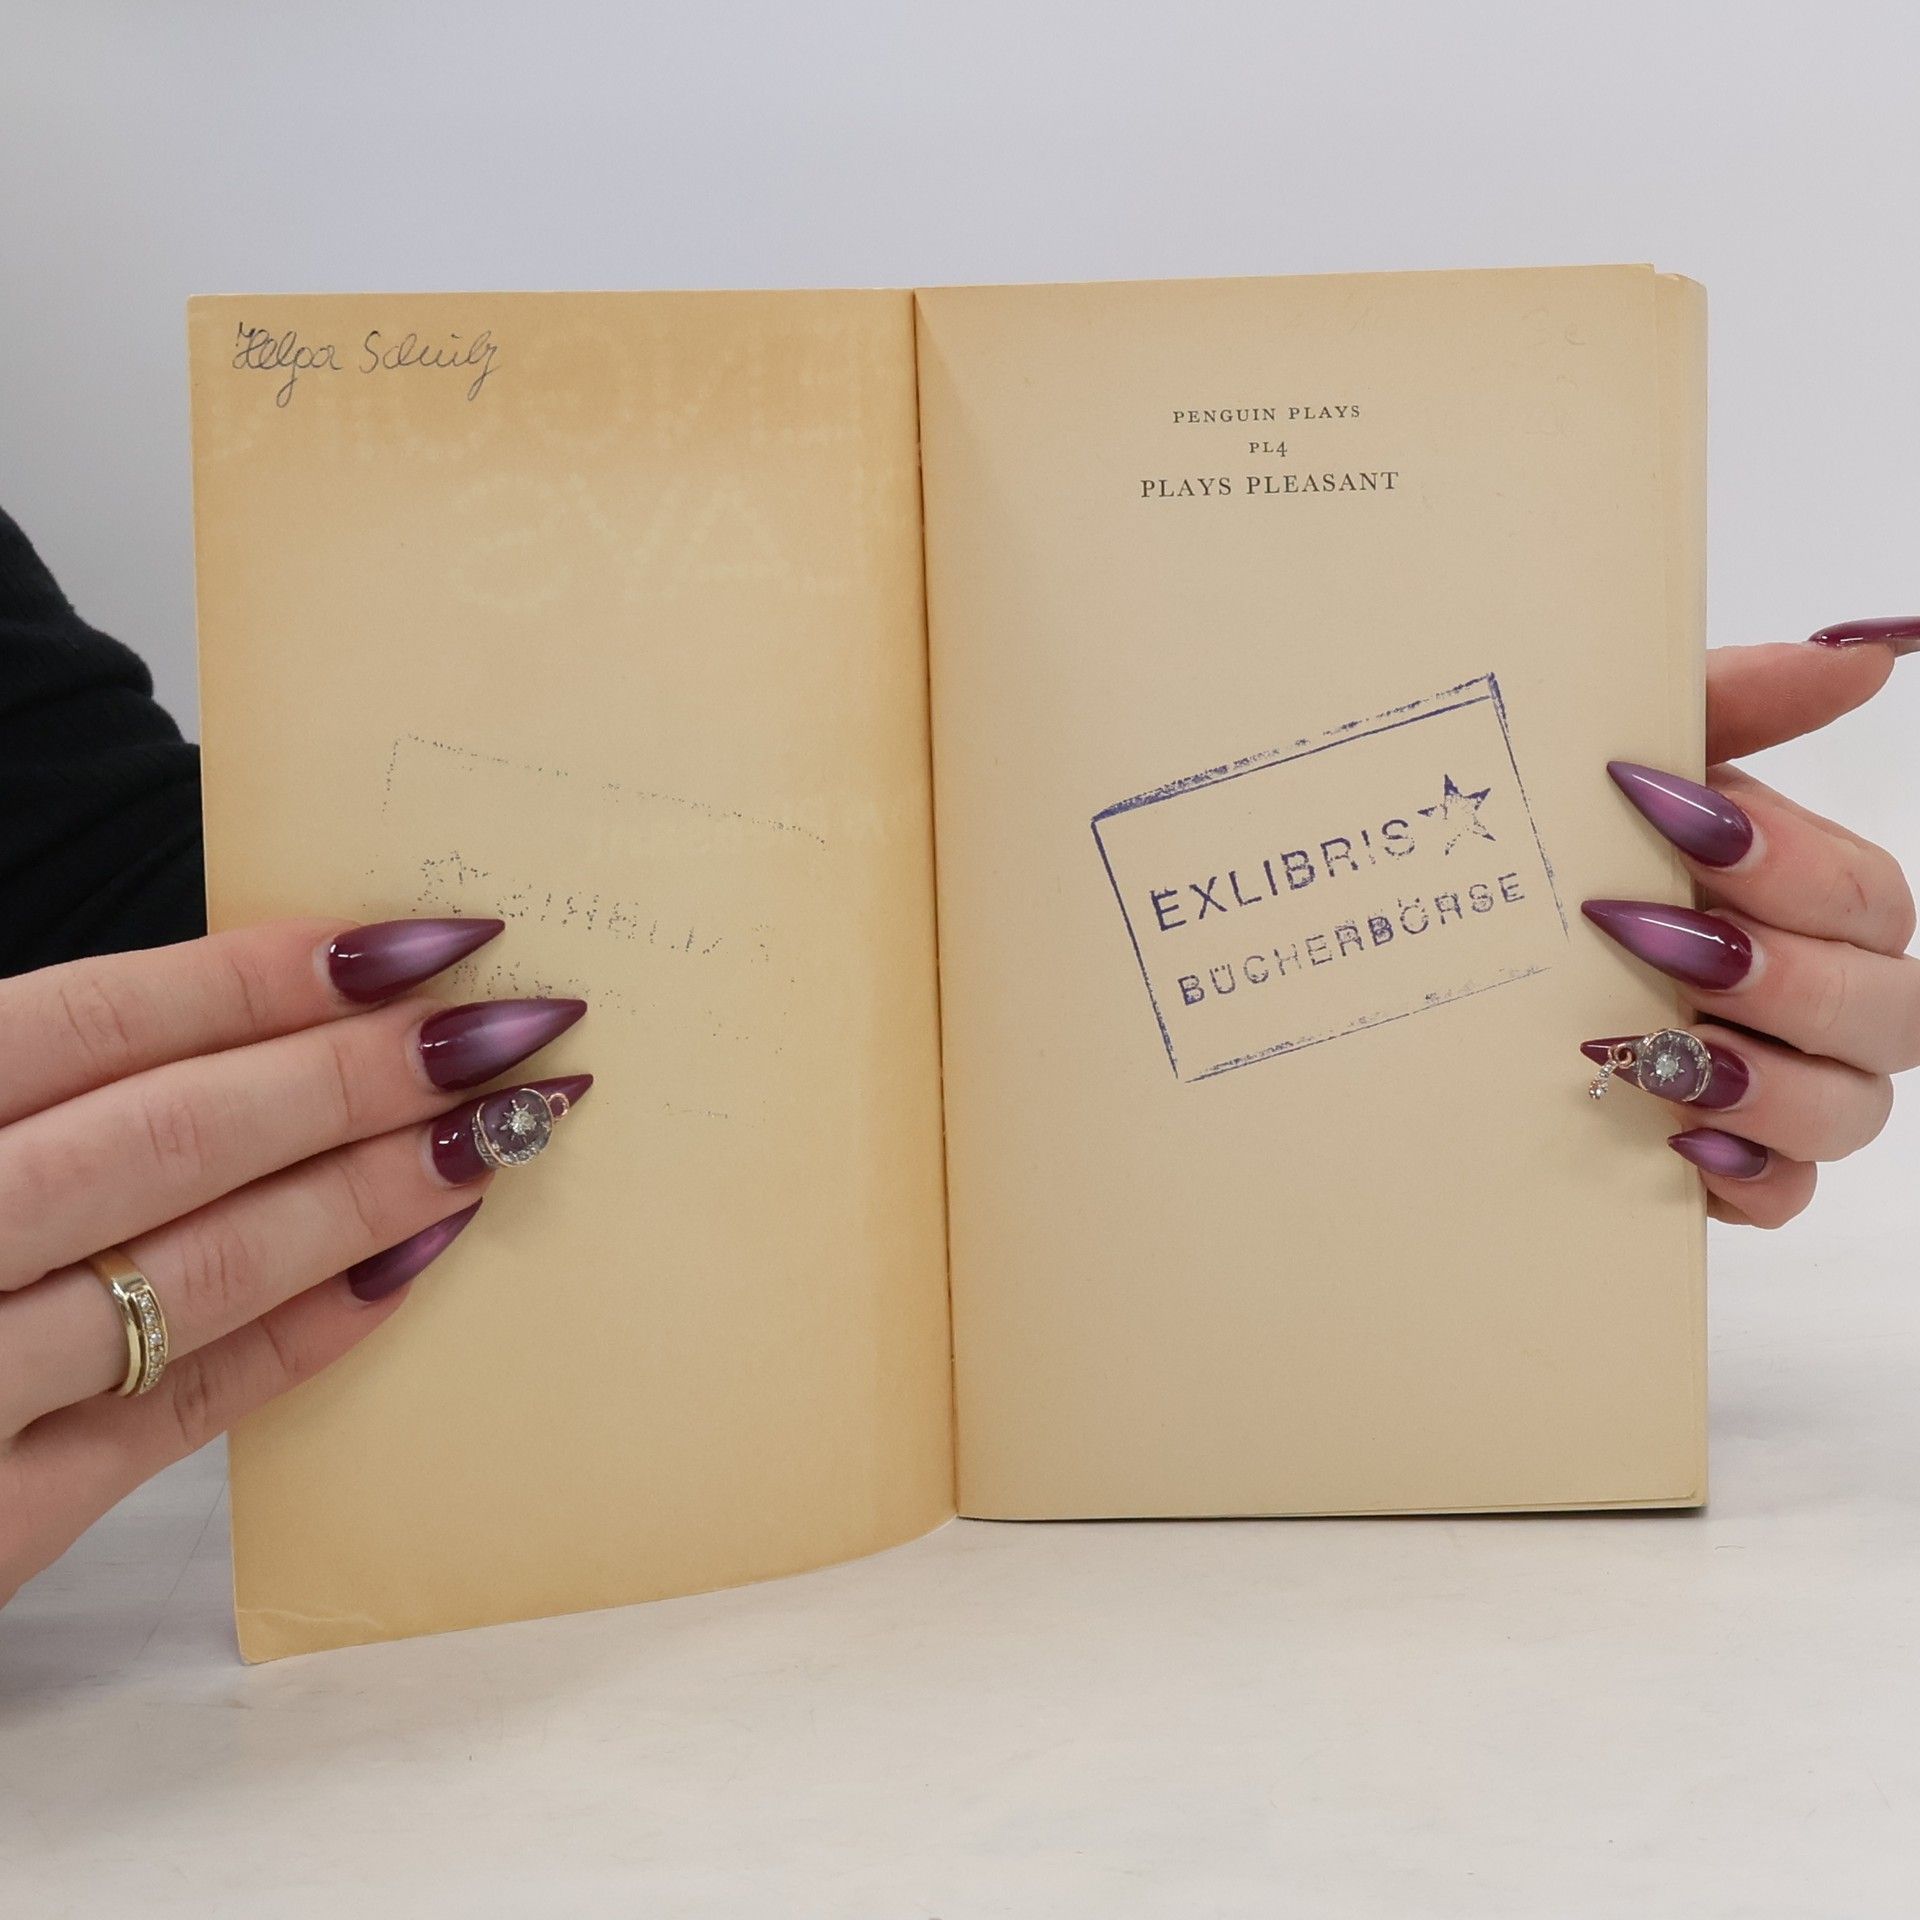 Helga Schulz
PENGUIN PLAYS
PL4
PLAYS PLEASANT
EXLIBRIS
BÜCHERBÖRSE